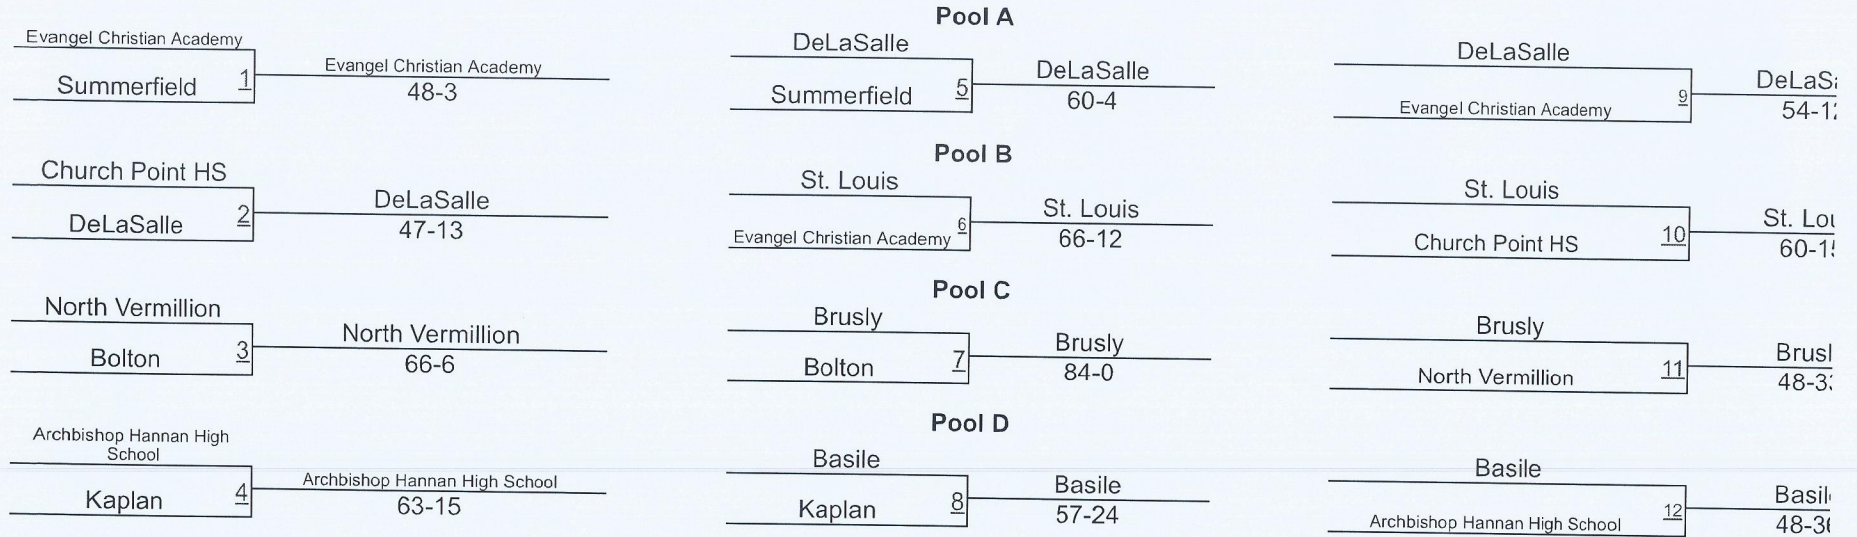 Pool A
Evangel Christian Academy
Summerfield
1
Evangel Christian Academy
48-3
DeLaSalle
Summerfield
5
DeLaSalle
60-4
DeLaSalle
Evangel Christian Academy
9
Pool B
Church Point HS
DeLaSalle
2
DeLaSalle
47-13
St. Louis
Evangel Christian Academy
6
St. Louis
66-12
St. Louis
Church Point HS
10
St. Lou
Pool C
North Vermillion
Bolton
3
North Vermillion
66-6
Brusly
Bolton
7
Brusly
84-0
Brusly
North Vermillion
11
Brusl
Pool D
Archbishop Hannan High
School
Kaplan
4
Archbishop Hannan High School
63-15
Basile
Kaplan
8
Basile
57-24
Basile
Archbishop Hannan High School
12
Basil